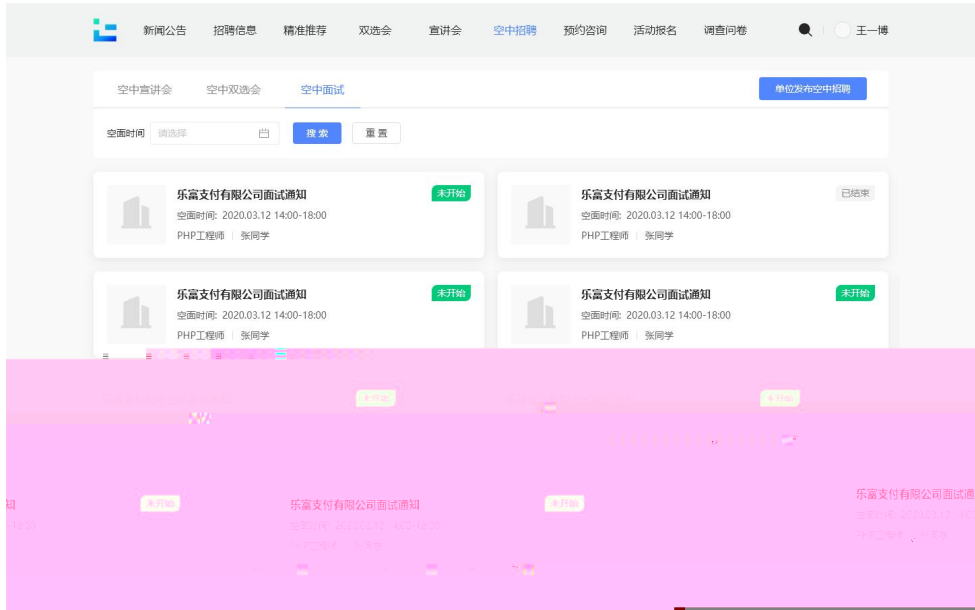 新闻公告 招聘信息 精准推荐 双选会 宣讲会 空中招聘 预约咨询 活动报名 调查问卷 王一博
空中宣讲会 空中双选会 空中面试 单位发布空中招聘
空面时间 请选择 搜索 重置
乐富支付有限公司面试通知 未开始
空面时间: 2020.03.12 14:00-18:00
PHP工程师 张同学
乐富支付有限公司面试通知 已结束
空面时间: 2020.03.12 14:00-18:00
PHP工程师 张同学
乐富支付有限公司面试通知 未开始
空面时间: 2020.03.12 14:00-18:00
PHP工程师 张同学
乐富支付有限公司面试通知 未开始
空面时间: 2020.03.12 14:00-18:00
PHP工程师 张同学
未开始 未开始
知 未开始 乐富支付有限公司面试通知 未开始 乐富支付有限公司面试通